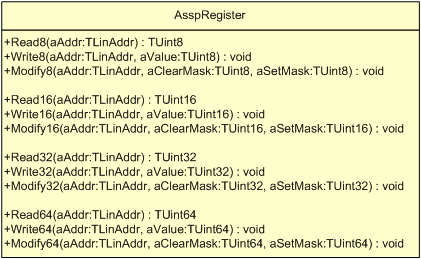 AsspRegister
+Read8(aAddr:TLinAddr) : TUint8
+Write8(aAddr:TLinAddr, aValue:TUint8) : void
+Modify8(aAddr:TLinAddr, aClearMask:TUint8, aSetMask:TUint8) : void
+Read16(aAddr:TLinAddr) : TUint16
+Write16(aAddr:TLinAddr, aValue:TUint16) : void
+Modify16(aAddr:TLinAddr, aClearMask:TUint16, aSetMask:TUint16) : void
+Read32(aAddr:TLinAddr) : TUint32
+Write32(aAddr:TLinAddr, aValue:TUint32) : void
+Modify32(aAddr:TLinAddr, aClearMask:TUint32, aSetMask:TUint32) : void
+Read64(aAddr:TLinAddr) : TUint64
+Write64(aAddr:TLinAddr, aValue:TUint64) : void
+Modify64(aAddr:TLinAddr, aClearMask:TUint64, aSetMask:TUint64) : void